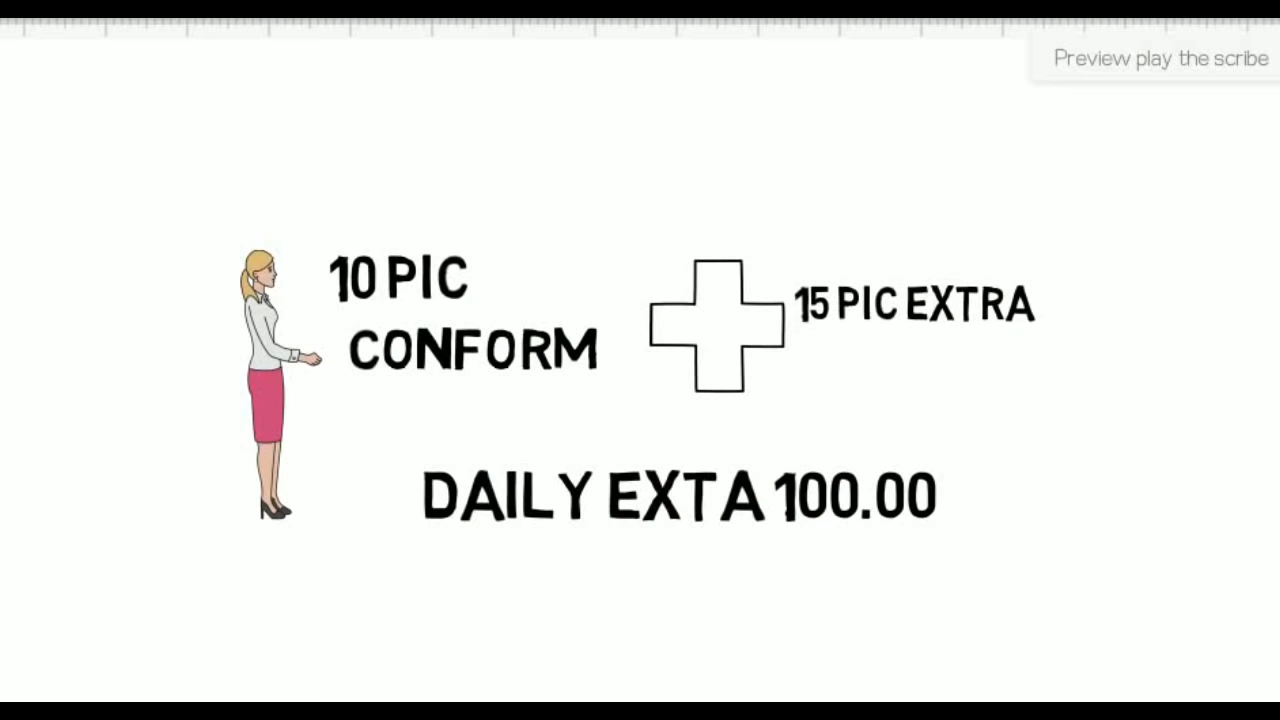 Preview play the scribe
10 PIC
CONFORM
15 PIC EXTRA
DAILY EXTA 100.00